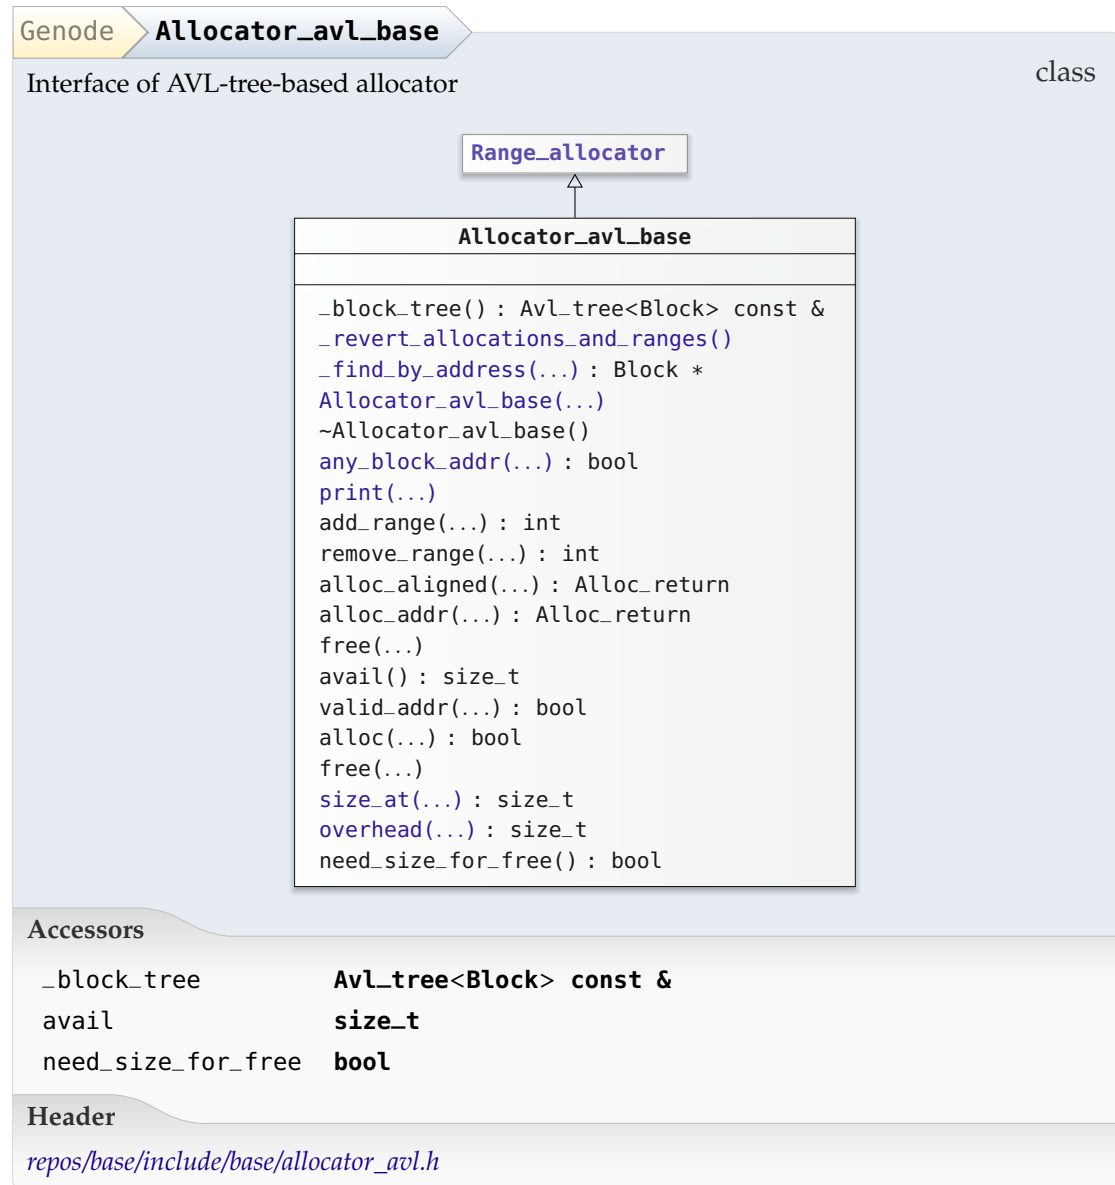 Genode Allocator_avl_base
Interface of AVL-tree-based allocator
class
Range_allocator
Allocator_avl_base
_block_tree() : Avl_tree<Block> const &
_revert_allocations_and_ranges()
_find_by_address(...) : Block *
Allocator_avl_base(...)
~Allocator_avl_base()
any_block_addr(...) : bool
print(...)
add_range(...) : int
remove_range(...) : int
alloc_aligned(...) : Alloc_return
alloc_addr(...) : Alloc_return
free(...)
avail() : size_t
valid_addr(...) : bool
alloc(...) : bool
free(...)
size_at(...) : size_t
overhead(...) : size_t
need_size_for_free() : bool
Accessors
_block_tree Avl_tree<Block> const &
avail size_t
need_size_for_free bool
Header
repos/base/include/base/allocator_avl.h